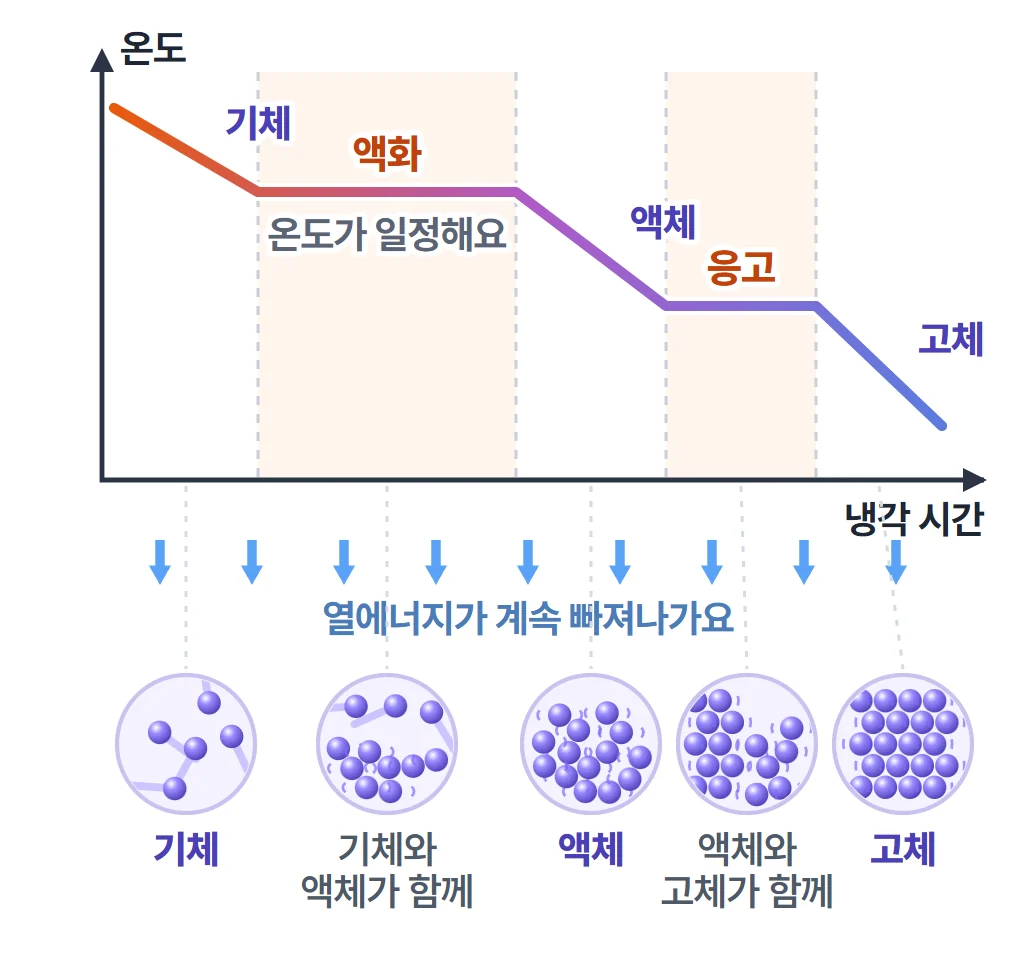 온도
기체
액화
온도가 일정해요
액체
응고
고체
냉각 시간
열에너지가 계속 빠져나가요
기체
기체와
액체가 함께
액체
액체와
고체가 함께
고체